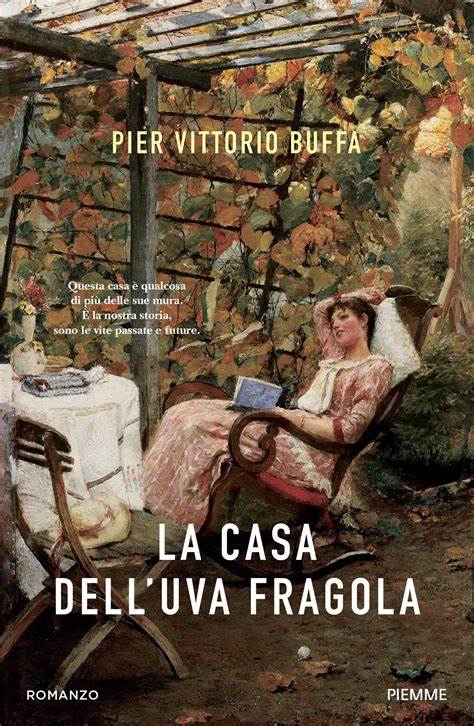 PIER VITTORIO BUFFA
Questa casa è qualcosa
di più delle sue mura.
È la nostra storia,
sono le vite passate e future.
LA CASA
DELL'UVA FRAGOLA
ROMANZO
PIEMME